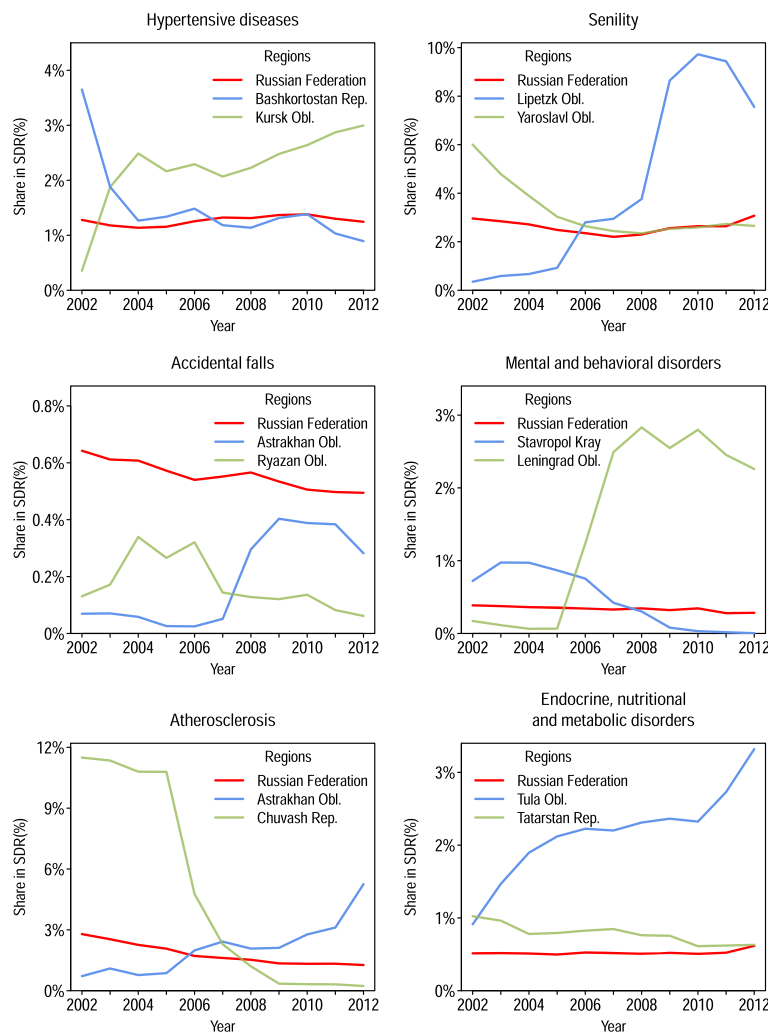 Hypertensive diseases
Share in SDR(%)
4%
3%
2%
1%
0%
Regions
Russian Federation
Bashkortostan Rep.
Kursk Obl.
2002 2004 2006 2008 2010 2012
Year
Senility
Share in SDR(%)
10%
8%
6%
4%
2%
0%
Regions
Russian Federation
Lipetzk Obl.
Yaroslavl Obl.
2002 2004 2006 2008 2010 2012
Year
Accidental falls
Share in SDR(%)
0.8%
0.6%
0.4%
0.2%
0%
Regions
Russian Federation
Astrakhan Obl.
Ryazan Obl.
2002 2004 2006 2008 2010 2012
Year
Mental and behavioral disorders
Share in SDR(%)
3%
2%
1%
0%
Regions
Russian Federation
Stavropol Kray
Leningrad Obl.
2002 2004 2006 2008 2010 2012
Year
Atherosclerosis
Share in SDR(%)
12%
9%
6%
3%
0%
Regions
Russian Federation
Astrakhan Obl.
Chuvash Rep.
2002 2004 2006 2008 2010 2012
Year
Endocrine, nutritional
and metabolic disorders
Share in SDR(%)
3%
2%
1%
0%
Regions
Russian Federation
Tula Obl.
Tatarstan Rep.
2002 2004 2006 2008 2010 2012
Year